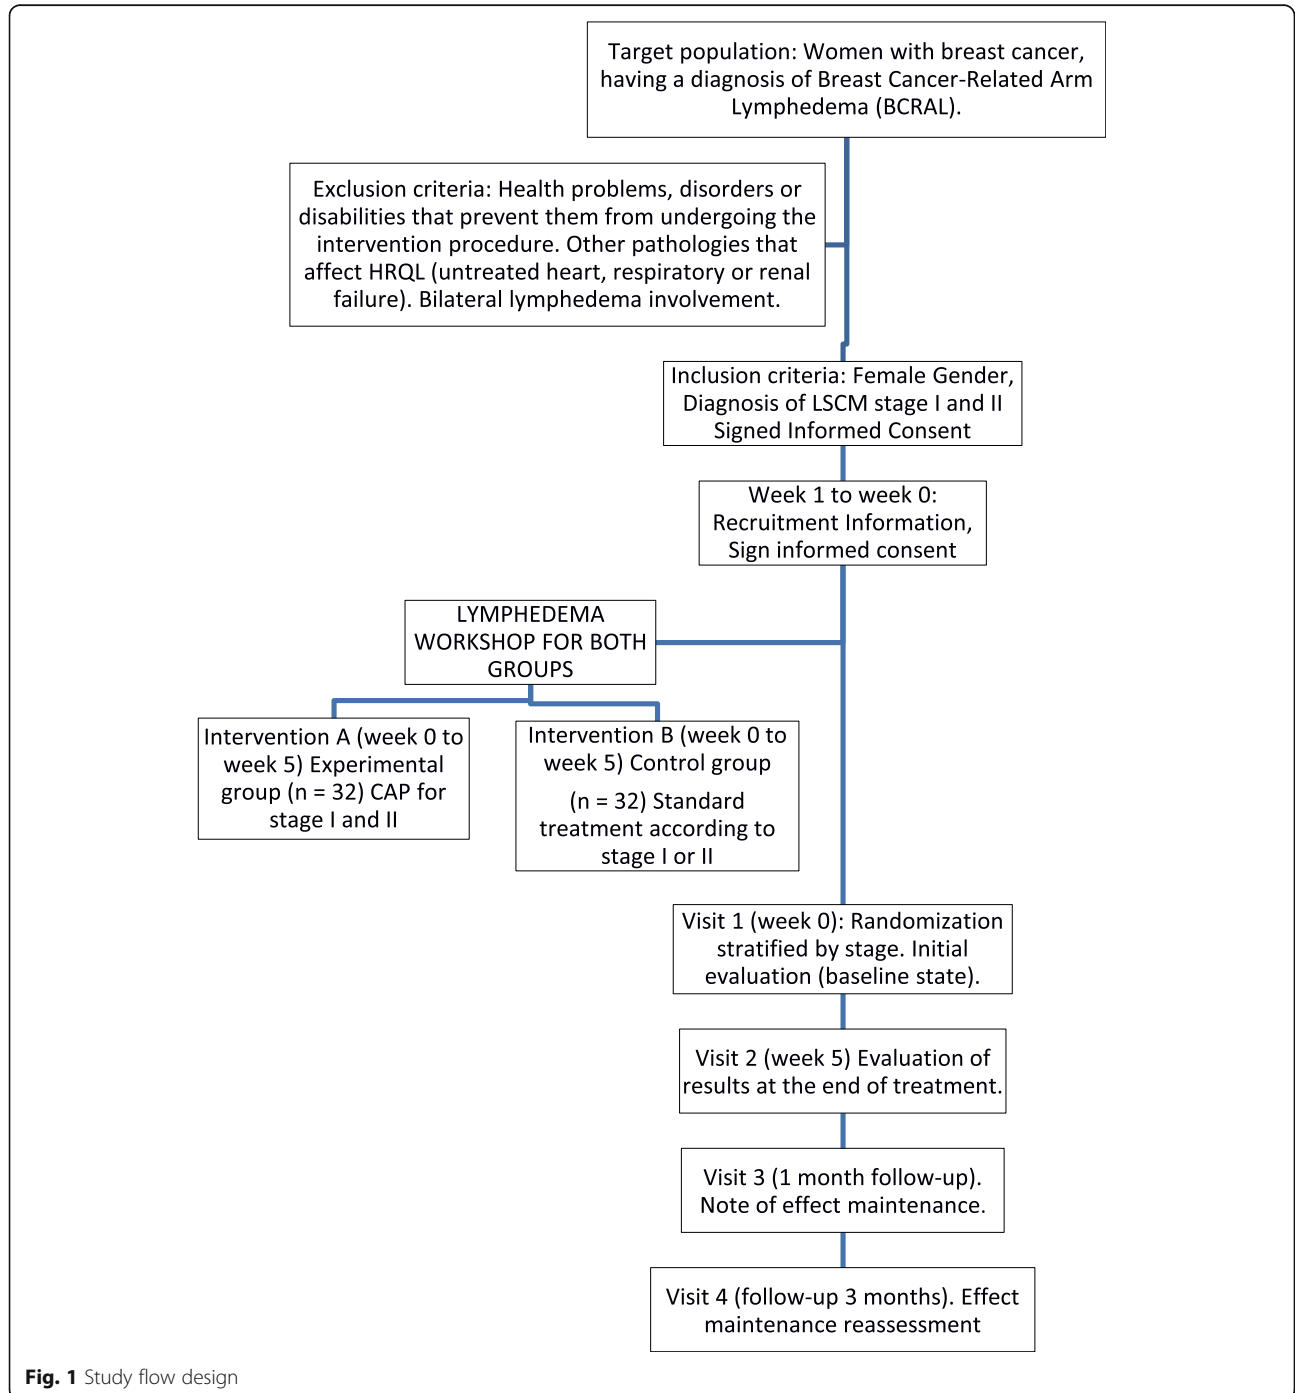 Target population: Women with breast cancer,
having a diagnosis of Breast Cancer-Related Arm
Lymphedema (BCRAL).
Exclusion criteria: Health problems, disorders or
disabilities that prevent them from undergoing the
intervention procedure. Other pathologies that
affect HRQL (untreated heart, respiratory or renal
failure). Bilateral lymphedema involvement.
Inclusion criteria: Female Gender,
Diagnosis of LSCM stage I and II
Signed Informed Consent
Week 1 to week 0:
Recruitment Information,
Sign informed consent
LYMPHEDEMA
WORKSHOP FOR BOTH
GROUPS
Intervention A (week 0 to
week 5) Experimental
group (n = 32) CAP for
stage I and II
Intervention B (week 0 to
week 5) Control group
(n = 32) Standard
treatment according to
stage I or II
Visit 1 (week 0): Randomization
stratified by stage. Initial
evaluation (baseline state).
Visit 2 (week 5) Evaluation of
results at the end of treatment.
Visit 3 (1 month follow-up).
Note of effect maintenance.
Visit 4 (follow-up 3 months). Effect
maintenance reassessment
Fig. 1 Study flow design